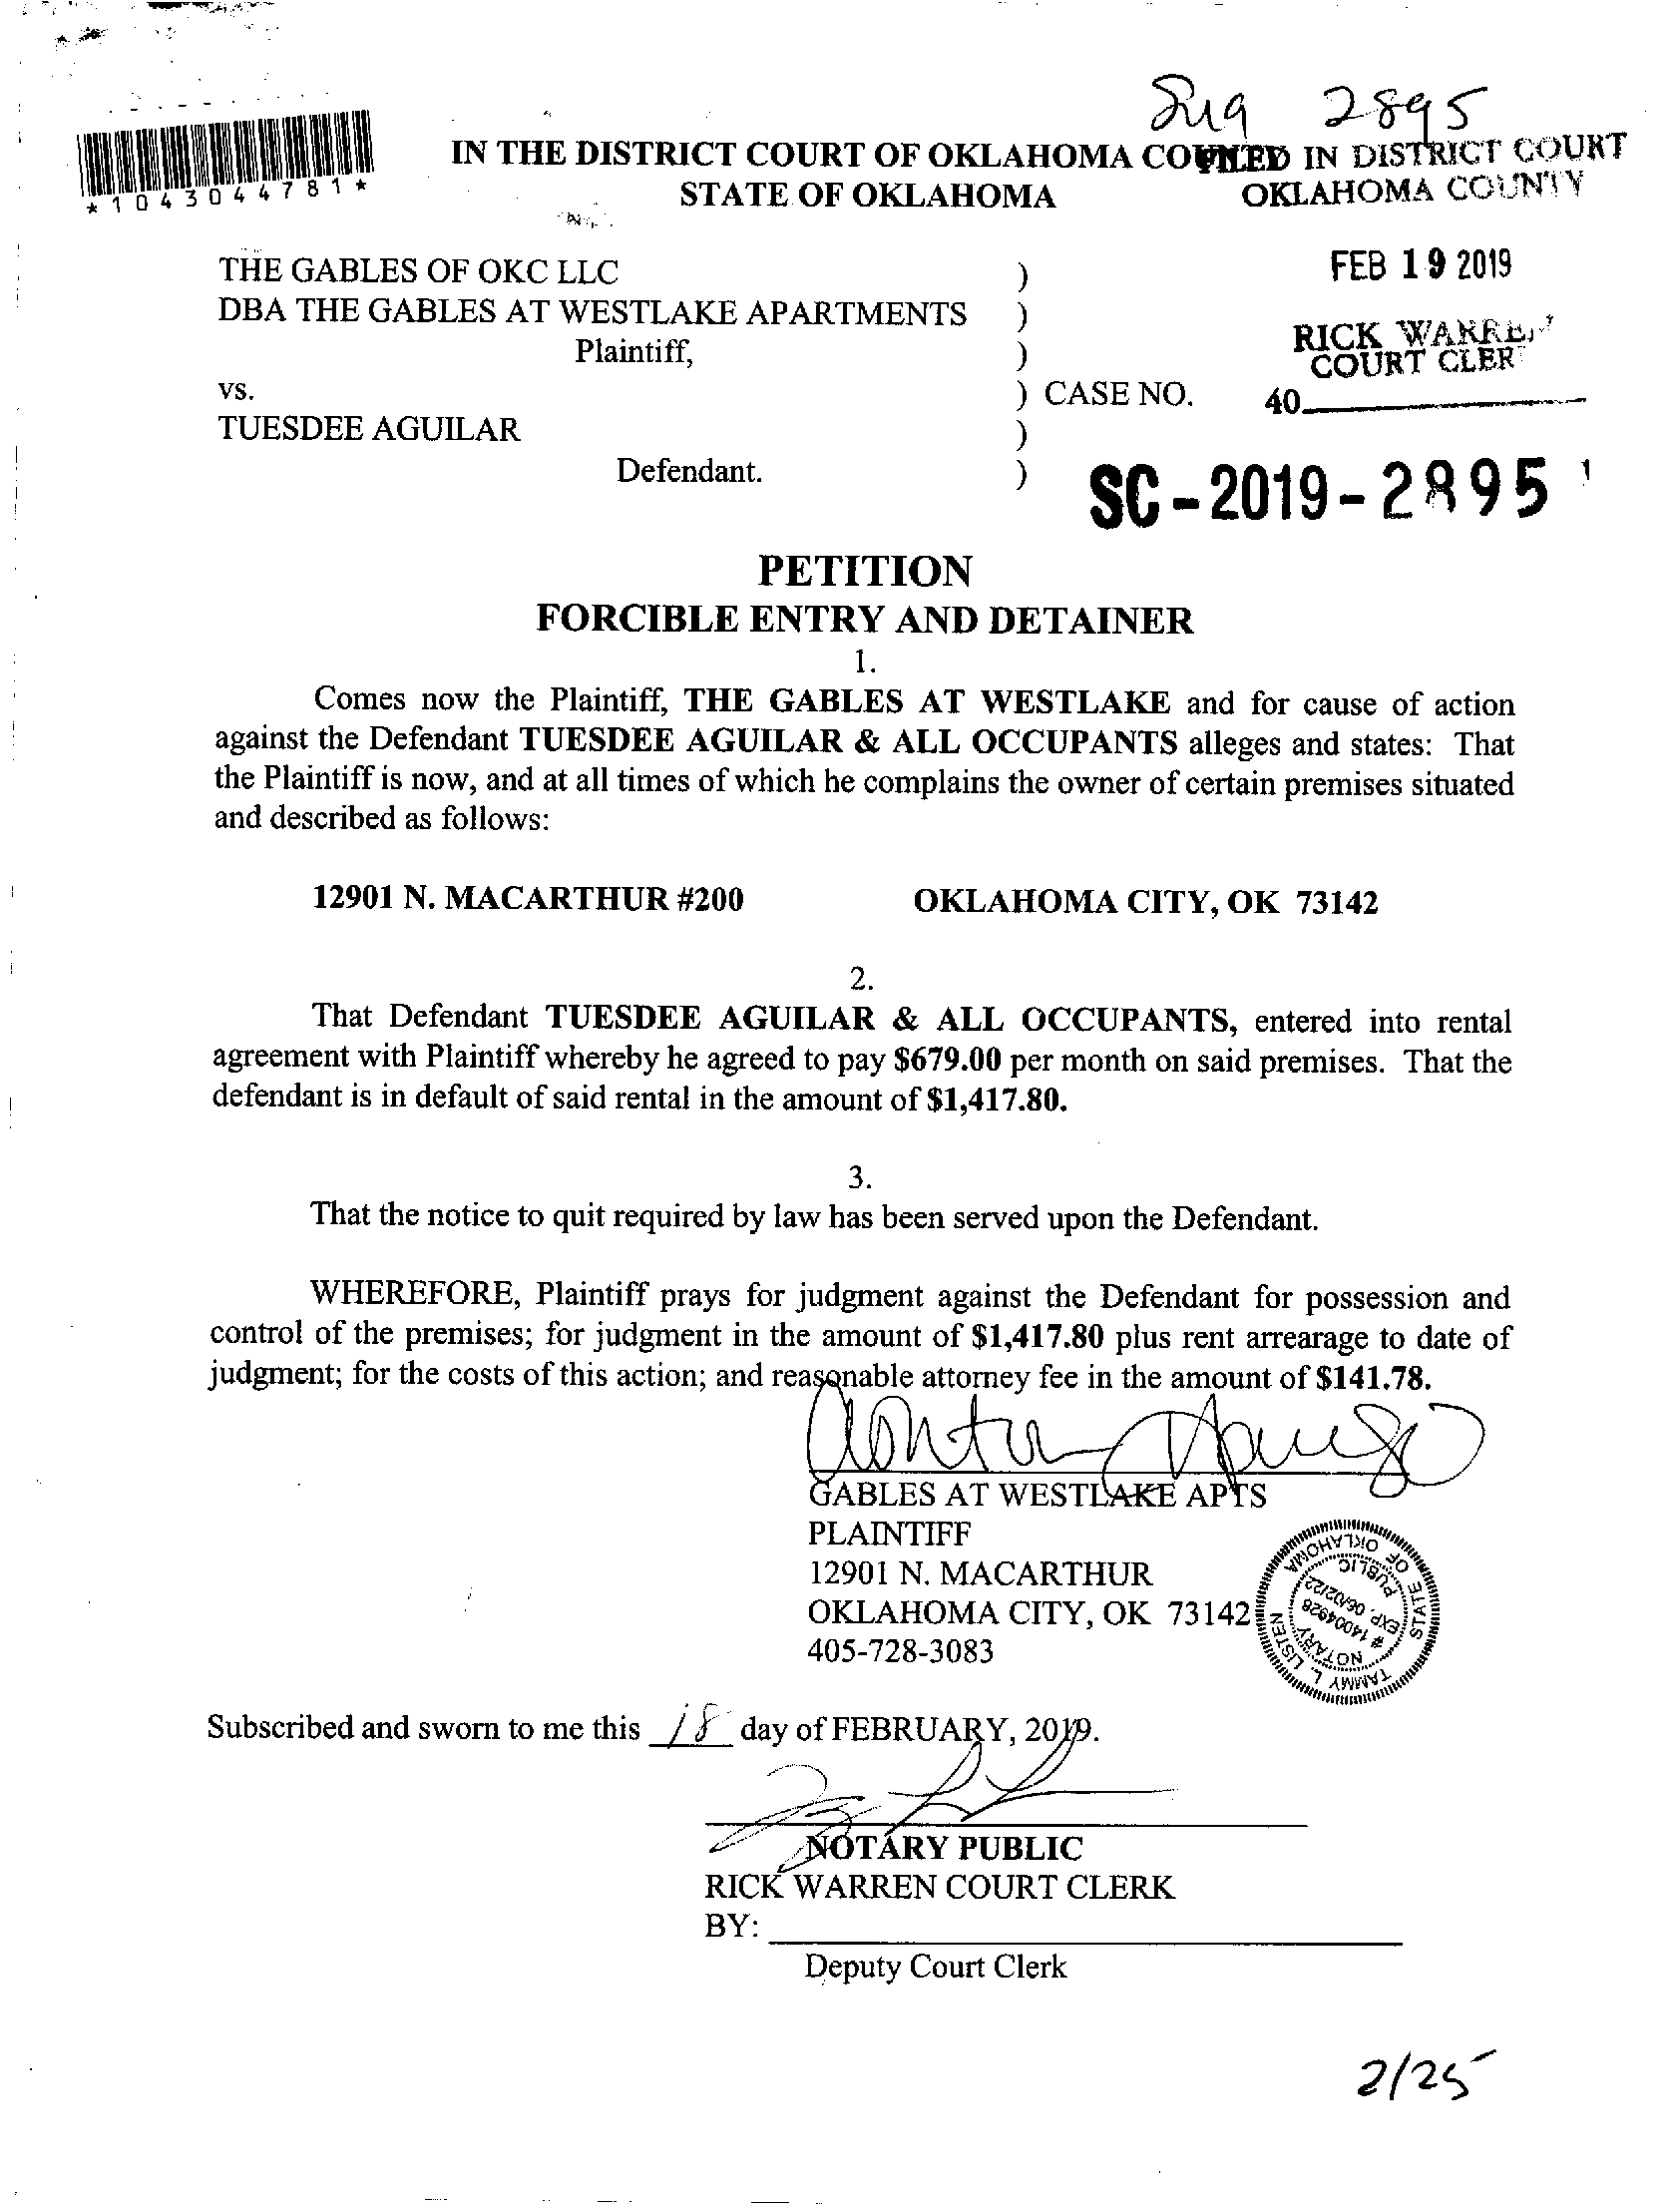 2895
*1043044781*
IN THE DISTRICT COURT OF OKLAHOMA COUNTY
STATE OF OKLAHOMA
FILED IN DISTRICT COURT
OKLAHOMA COUNTY
FEB 19 2019
RICK WARREN
COURT CLERK
40
THE GABLES OF OKC LLC )
DBA THE GABLES AT WESTLAKE APARTMENTS )
Plaintiff, )
vs. ) CASE NO.
TUESDEE AGUILAR )
Defendant. )
SC-2019-2895
PETITION
FORCIBLE ENTRY AND DETAINER
1.
Comes now the Plaintiff, THE GABLES AT WESTLAKE and for cause of action
against the Defendant TUESDEE AGUILAR & ALL OCCUPANTS alleges and states: That
the Plaintiff is now, and at all times of which he complains the owner of certain premises situated
and described as follows:
12901 N. MACARTHUR #200 OKLAHOMA CITY, OK 73142
2.
That Defendant TUESDEE AGUILAR & ALL OCCUPANTS, entered into rental
agreement with Plaintiff whereby he agreed to pay $679.00 per month on said premises. That the
defendant is in default of said rental in the amount of $1,417.80.
3.
That the notice to quit required by law has been served upon the Defendant.
WHEREFORE, Plaintiff prays for judgment against the Defendant for possession and
control of the premises; for judgment in the amount of $1,417.80 plus rent arrearage to date of
judgment; for the costs of this action; and reasonable attorney fee in the amount of $141.78.
GABLES AT WESTLAKE APTS
PLAINTIFF
12901 N. MACARTHUR
OKLAHOMA CITY, OK 73142
405-728-3083
TAMMY L. LISTEN
STATE OF OKLAHOMA
NOTARY
# 14004928
EXP. 06/02/22
PUBLIC
Subscribed and sworn to me this 18 day of FEBRUARY, 2019.
NOTARY PUBLIC
RICK WARREN COURT CLERK
BY:
Deputy Court Clerk
2/25